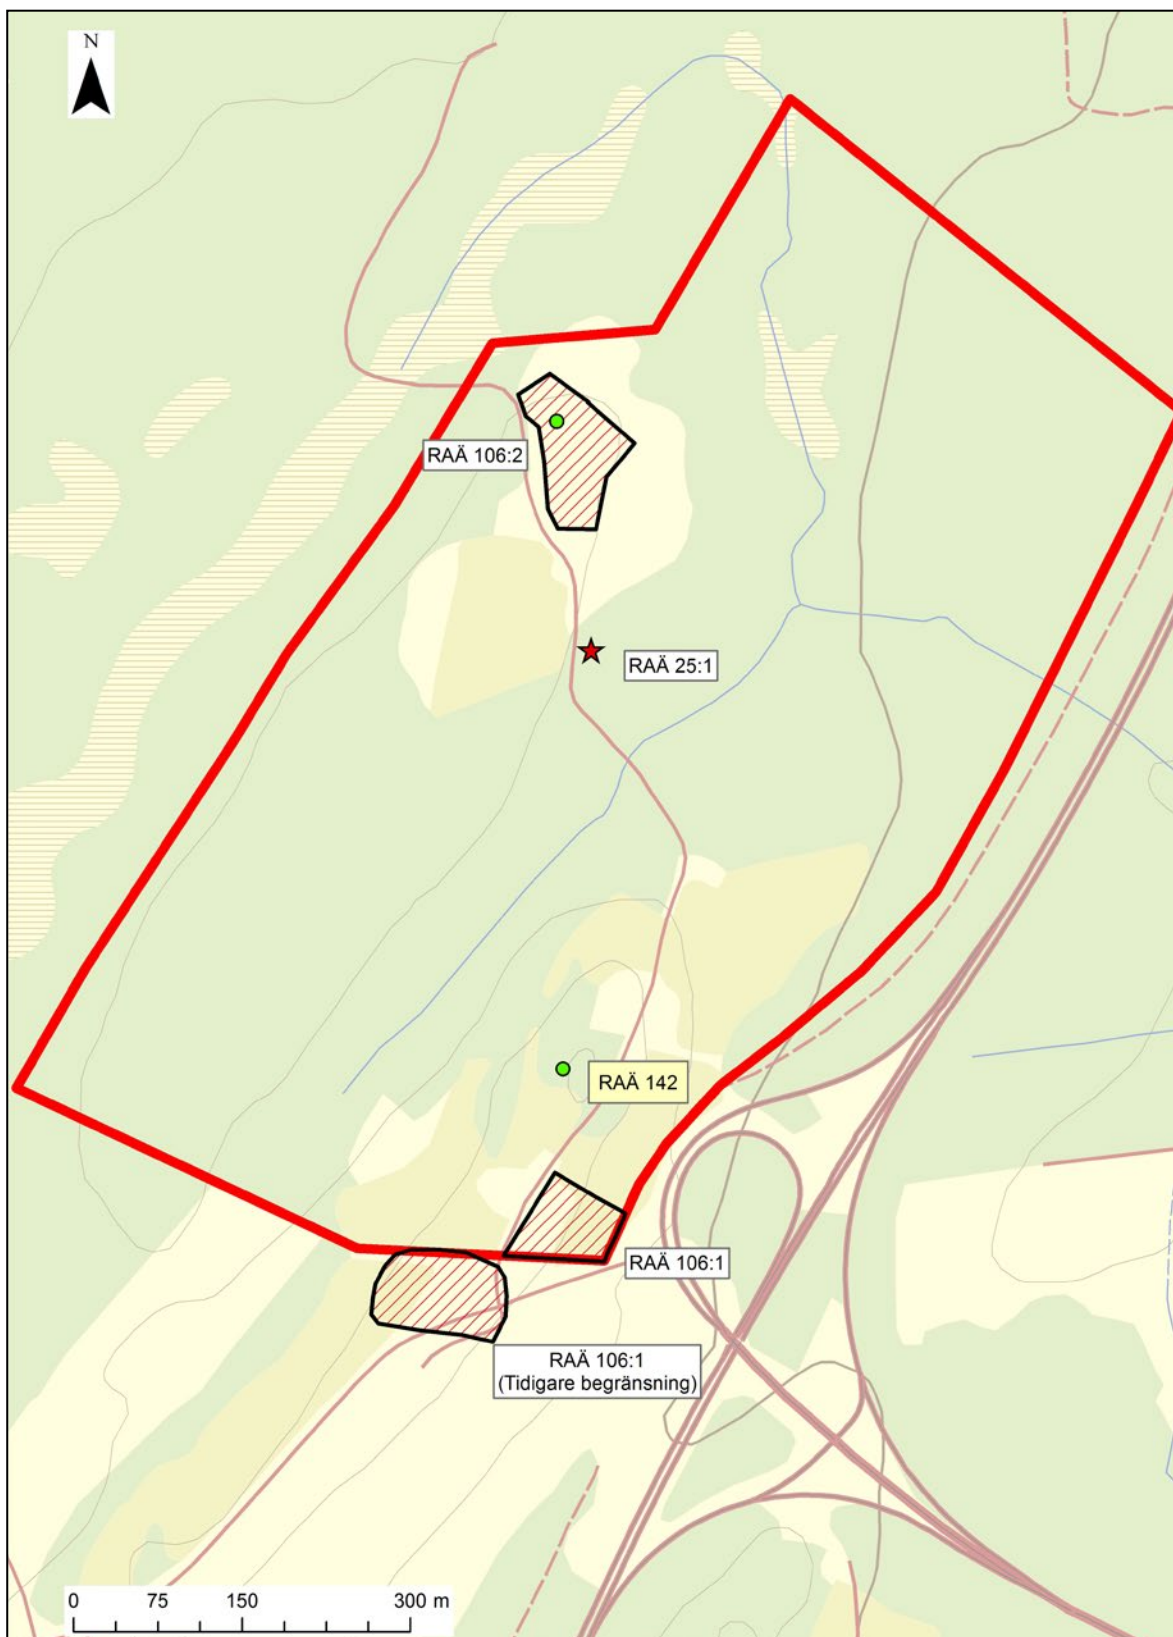 N
RAÄ 106:2
RAÄ 25:1
RAÄ 142
RAÄ 106:1
RAÄ 106:1
(Tidigare begränsning)
0 75 150 300 m